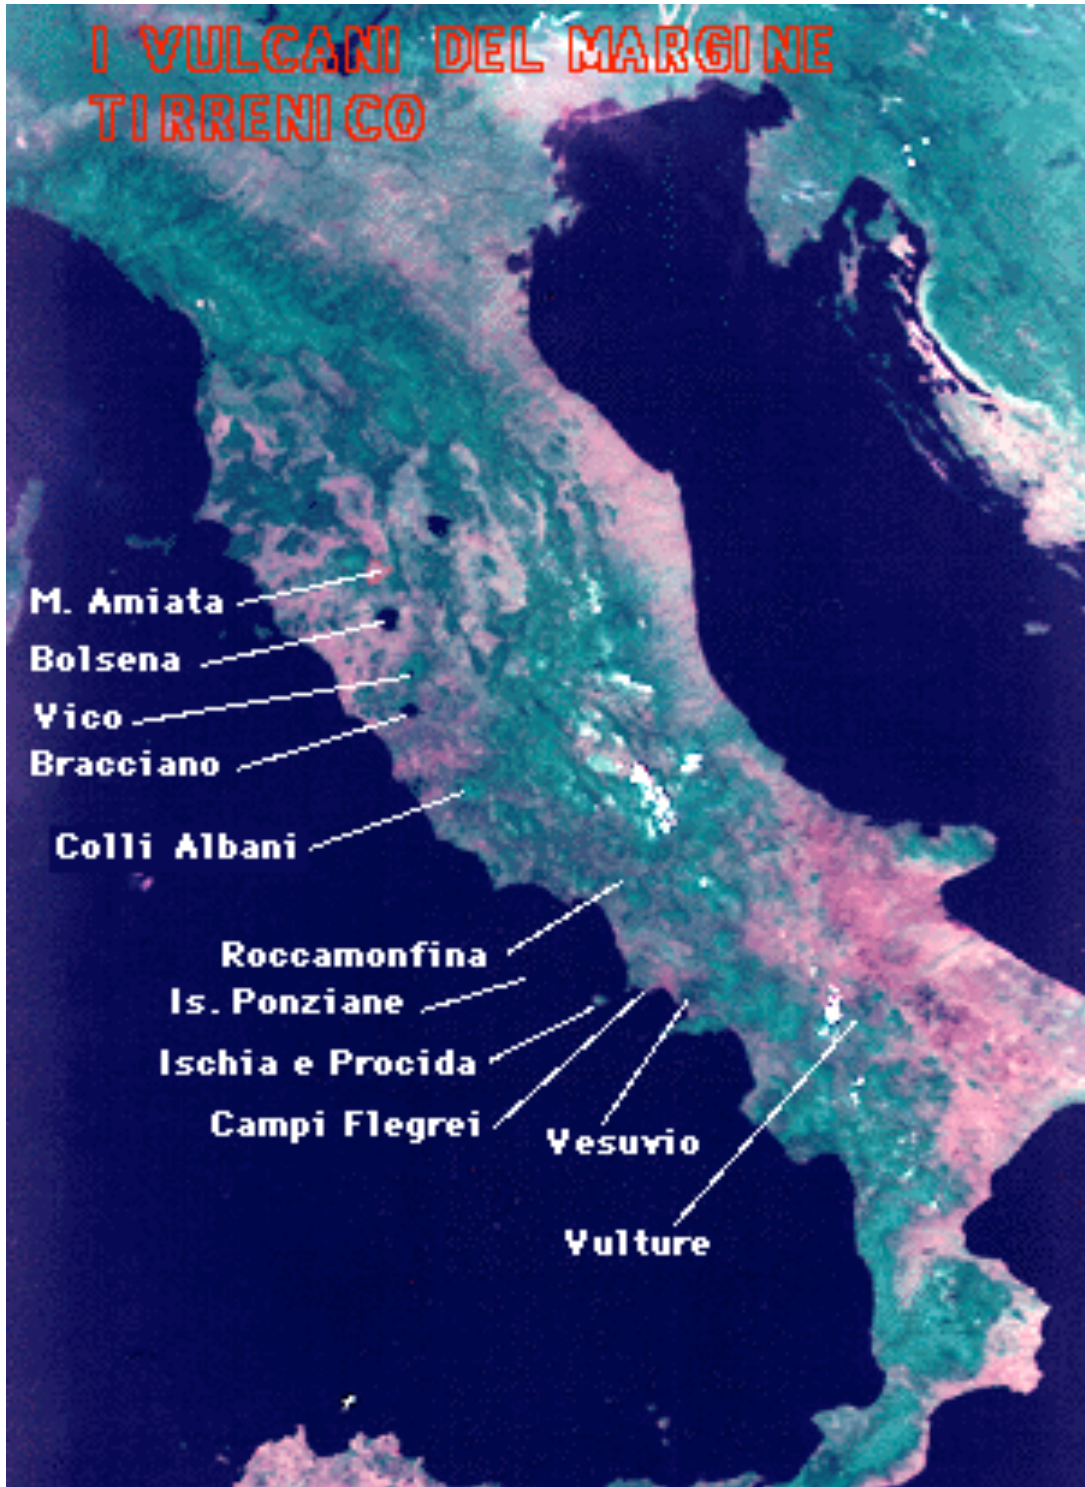 I VULCANI DEL MARGINE
TIRRENICO
M. Amiata
Bolsena
Vico
Bracciano
Colli Albani
Roccamonfina
Is. Ponziane
Ischia e Procida
Campi Flegrei
Vesuvio
Vulture